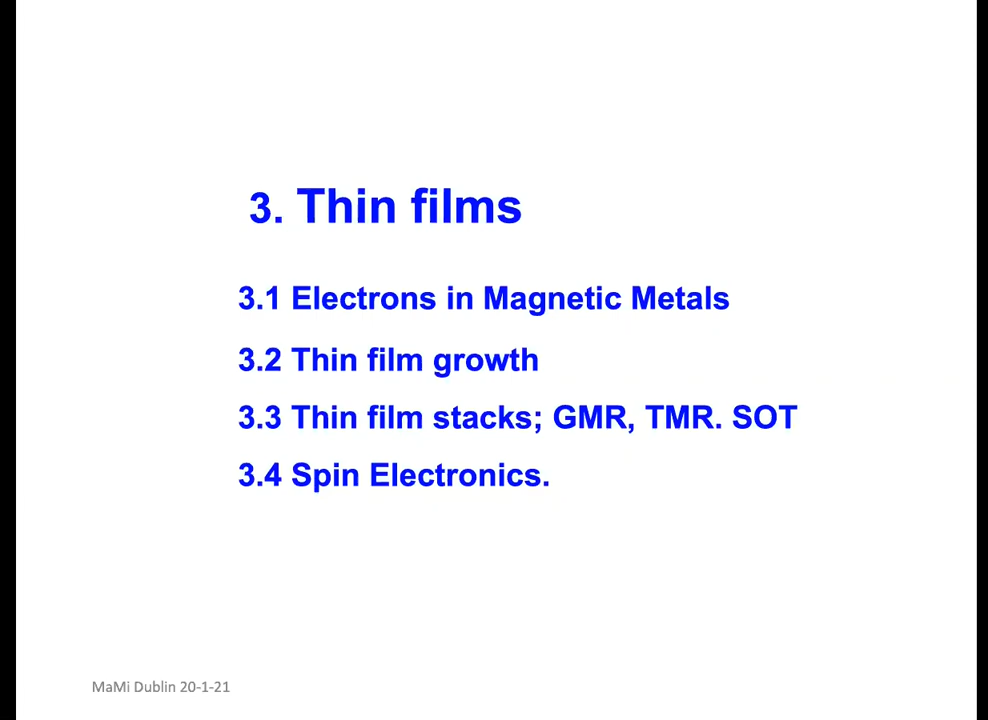 3. Thin films
3.1 Electrons in Magnetic Metals
3.2 Thin film growth
3.3 Thin film stacks; GMR, TMR. SOT
3.4 Spin Electronics.
MaMi Dublin 20-1-21